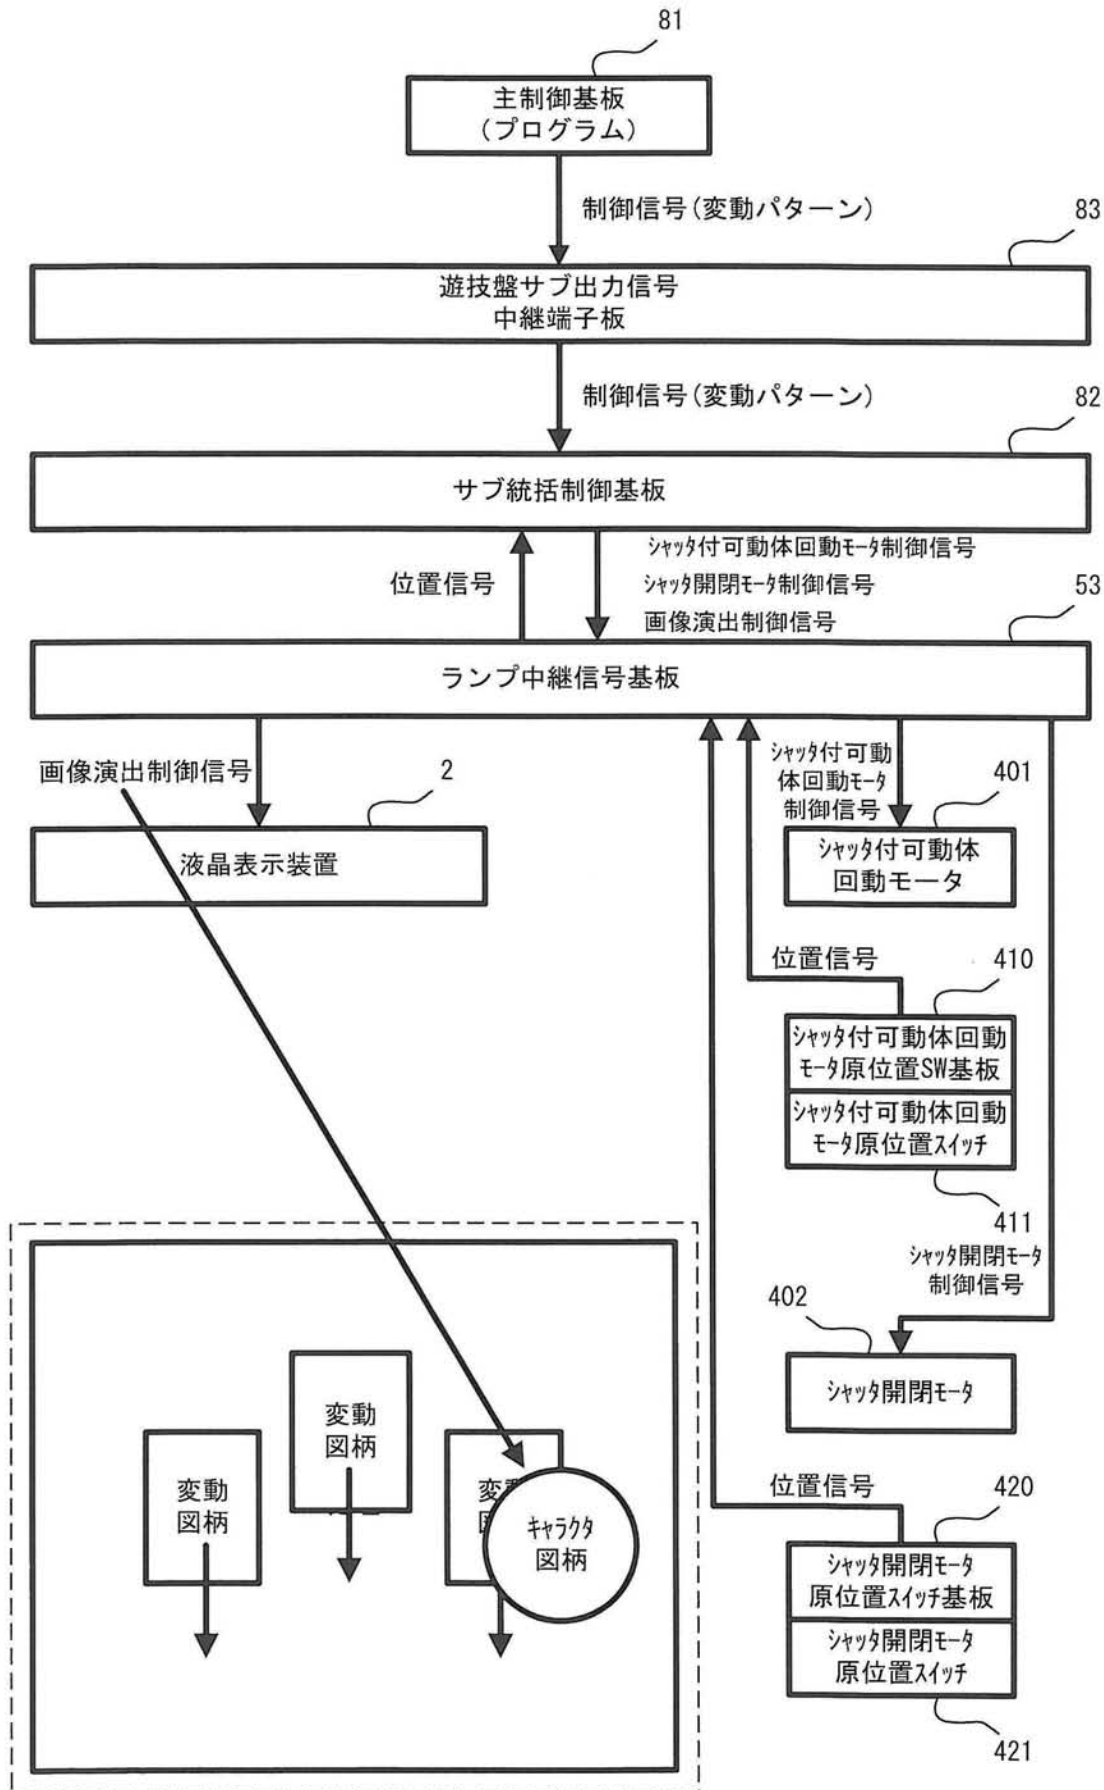 81
主制御基板
(プログラム)
制御信号(変動パターン)
83
遊技盤サブ出力信号
中継端子板
制御信号(変動パターン)
82
サブ統括制御基板
位置信号
ｼｬｯﾀ付可動体回動ﾓｰﾀ制御信号
ｼｬｯﾀ開閉ﾓｰﾀ制御信号
画像演出制御信号
53
ランプ中継信号基板
画像演出制御信号
2
液晶表示装置
ｼｬｯﾀ付可動
体回動ﾓｰﾀ
制御信号
401
ｼｬｯﾀ付可動体
回動モータ
位置信号
410
ｼｬｯﾀ付可動体回動
ﾓｰﾀ原位置SW基板
ｼｬｯﾀ付可動体回動
ﾓｰﾀ原位置ｽｲｯﾁ
411
ｼｬｯﾀ開閉ﾓｰﾀ
制御信号
402
ｼｬｯﾀ開閉ﾓｰﾀ
位置信号
420
ｼｬｯﾀ開閉ﾓｰﾀ
原位置ｽｲｯﾁ基板
ｼｬｯﾀ開閉ﾓｰﾀ
原位置ｽｲｯﾁ
421
変動
図柄
変動
図柄
変
ｷｬﾗｸﾀ
図柄